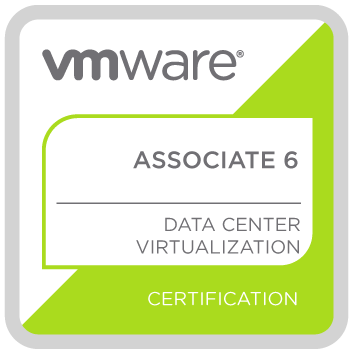 vmware®
ASSOCIATE 6
DATA CENTER
VIRTUALIZATION
CERTIFICATION